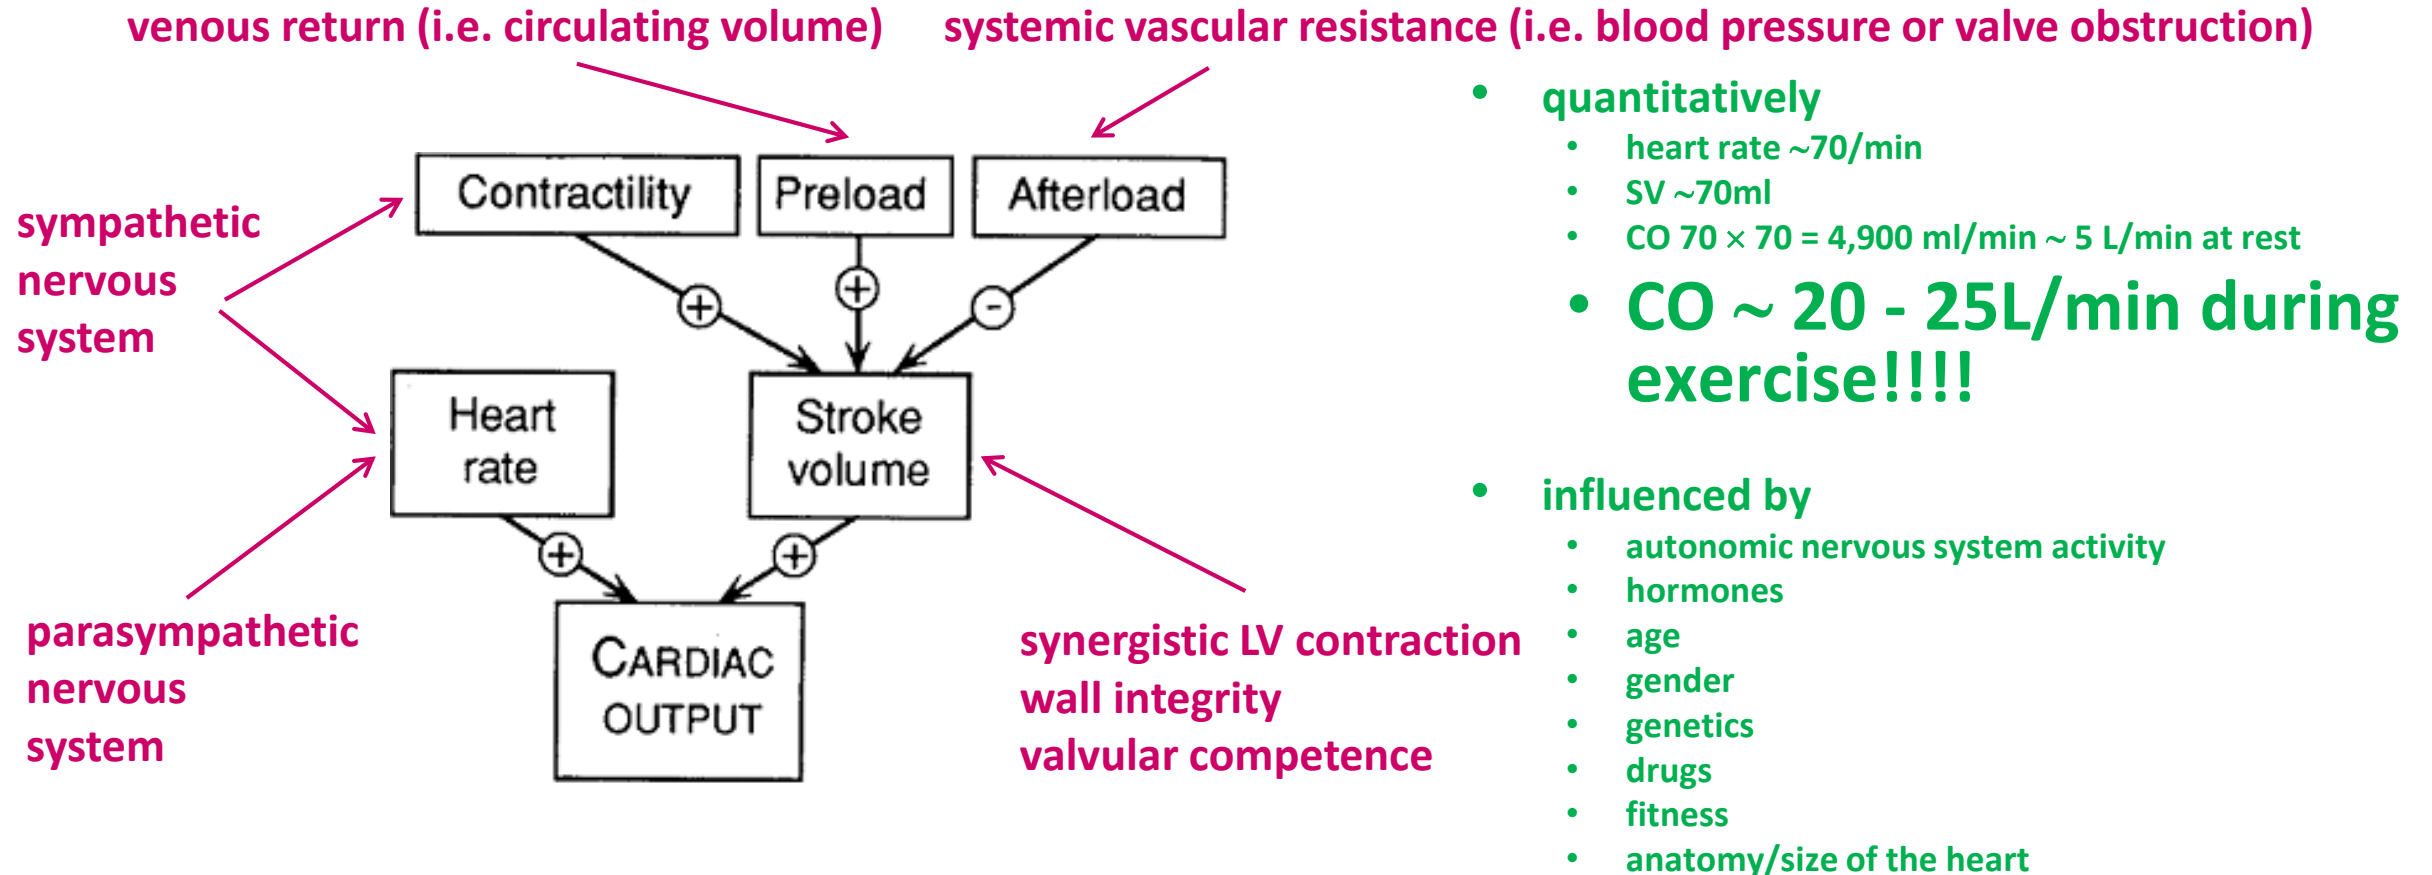 venous return (i.e. circulating volume)
systemic vascular resistance (i.e. blood pressure or valve obstruction)
Contractility
Preload
Afterload
sympathetic
nervous
system
+
+
-
Heart
rate
Stroke
volume
+
+
CARDIAC
OUTPUT
parasympathetic
nervous
system
synergistic LV contraction
wall integrity
valvular competence
• quantitatively
• heart rate ~70/min
• SV ~70ml
• CO 70 × 70 = 4,900 ml/min ~ 5 L/min at rest
• CO ~ 20 - 25L/min during
exercise!!!!
• influenced by
• autonomic nervous system activity
• hormones
• age
• gender
• genetics
• drugs
• fitness
• anatomy/size of the heart